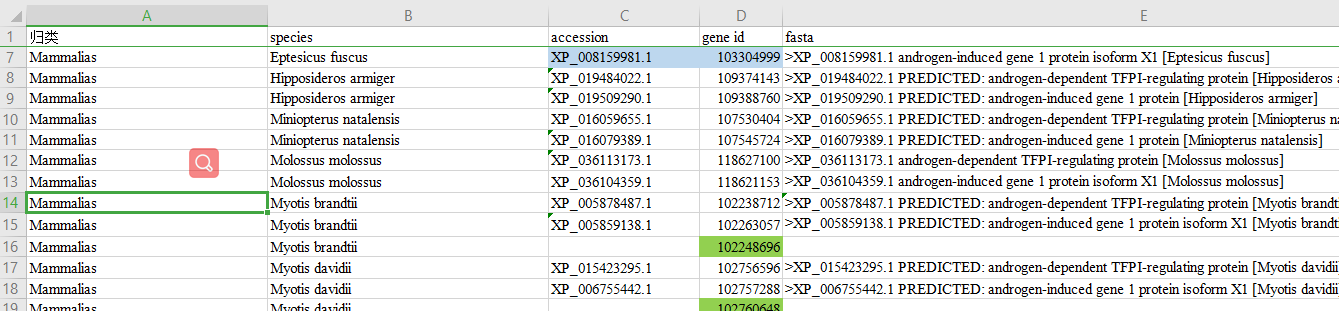 A B C D E
1 归类 species accession gene id fasta
7 Mammalias Eptesicus fuscus XP_008159981.1 103304999 >XP_008159981.1 androgen-induced gene 1 protein isoform X1 [Eptesicus fuscus]
8 Mammalias Hipposideros armiger XP_019484022.1 109374143 >XP_019484022.1 PREDICTED: androgen-dependent TFPI-regulating protein [Hipposideros a
9 Mammalias Hipposideros armiger XP_019509290.1 109388760 >XP_019509290.1 PREDICTED: androgen-induced gene 1 protein [Hipposideros armiger]
10 Mammalias Miniopterus natalensis XP_016059655.1 107530404 >XP_016059655.1 PREDICTED: androgen-dependent TFPI-regulating protein [Miniopterus na
11 Mammalias Miniopterus natalensis XP_016079389.1 107545724 >XP_016079389.1 PREDICTED: androgen-induced gene 1 protein [Miniopterus natalensis]
12 Mammalias Molossus molossus XP_036113173.1 118627100 >XP_036113173.1 androgen-dependent TFPI-regulating protein [Molossus molossus]
13 Mammalias Molossus molossus XP_036104359.1 118621153 >XP_036104359.1 androgen-induced gene 1 protein isoform X1 [Molossus molossus]
14 Mammalias Myotis brandtii XP_005878487.1 102238712 >XP_005878487.1 PREDICTED: androgen-dependent TFPI-regulating protein [Myotis brandti
15 Mammalias Myotis brandtii XP_005859138.1 102263057 >XP_005859138.1 PREDICTED: androgen-induced gene 1 protein isoform X1 [Myotis brandti
16 Mammalias Myotis brandtii 102248696
17 Mammalias Myotis davidii XP_015423295.1 102756596 >XP_015423295.1 PREDICTED: androgen-dependent TFPI-regulating protein [Myotis davidii]
18 Mammalias Myotis davidii XP_006755442.1 102757288 >XP_006755442.1 PREDICTED: androgen-induced gene 1 protein isoform X1 [Myotis davidii]
19 Mammalias Myotis davidii 102760648